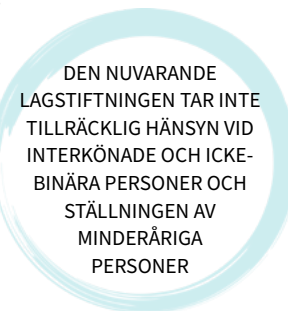 DEN NUVARANDE
LAGSTIFTNINGEN TAR INTE
TILLRÄCKLIG HÄNSYN VID
INTERKÖNADE OCH ICKE-
BINÄRA PERSONER OCH
STÄLLNINGEN AV
MINDERÅRIGA
PERSONER